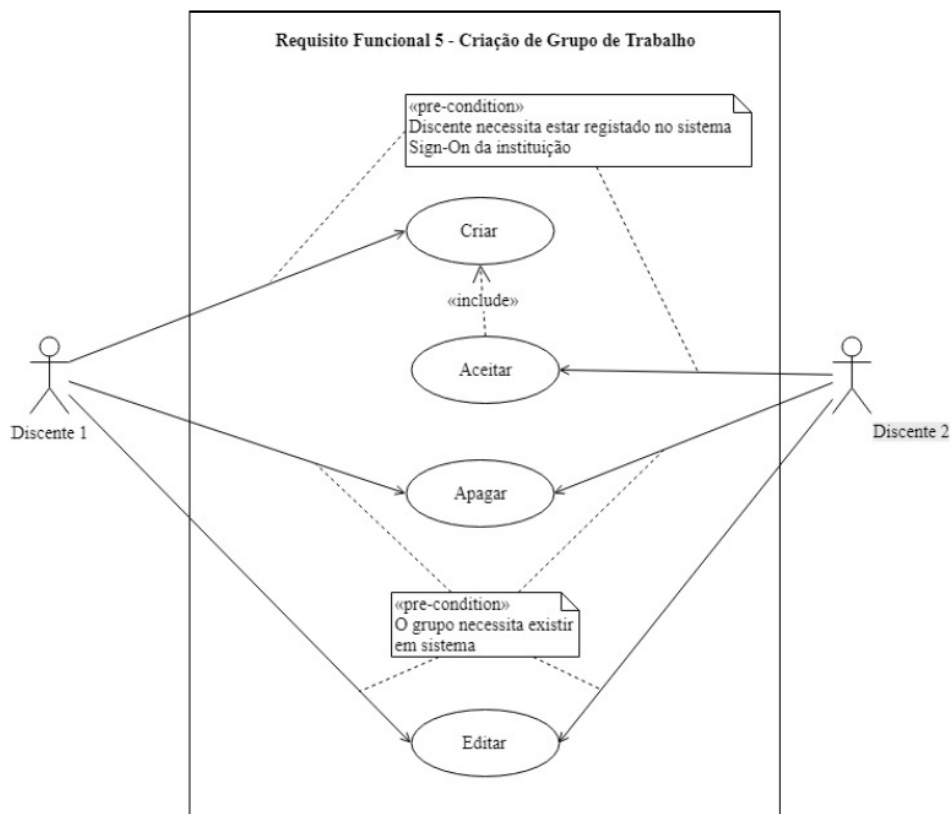 Requisito Funcional 5 - Criação de Grupo de Trabalho
«pre-condition»
Discente necessita estar registado no sistema
Sign-On da instituição
Criar
«include»
Aceitar
Discente 1
Discente 2
Apagar
«pre-condition»
O grupo necessita existir
em sistema
Editar